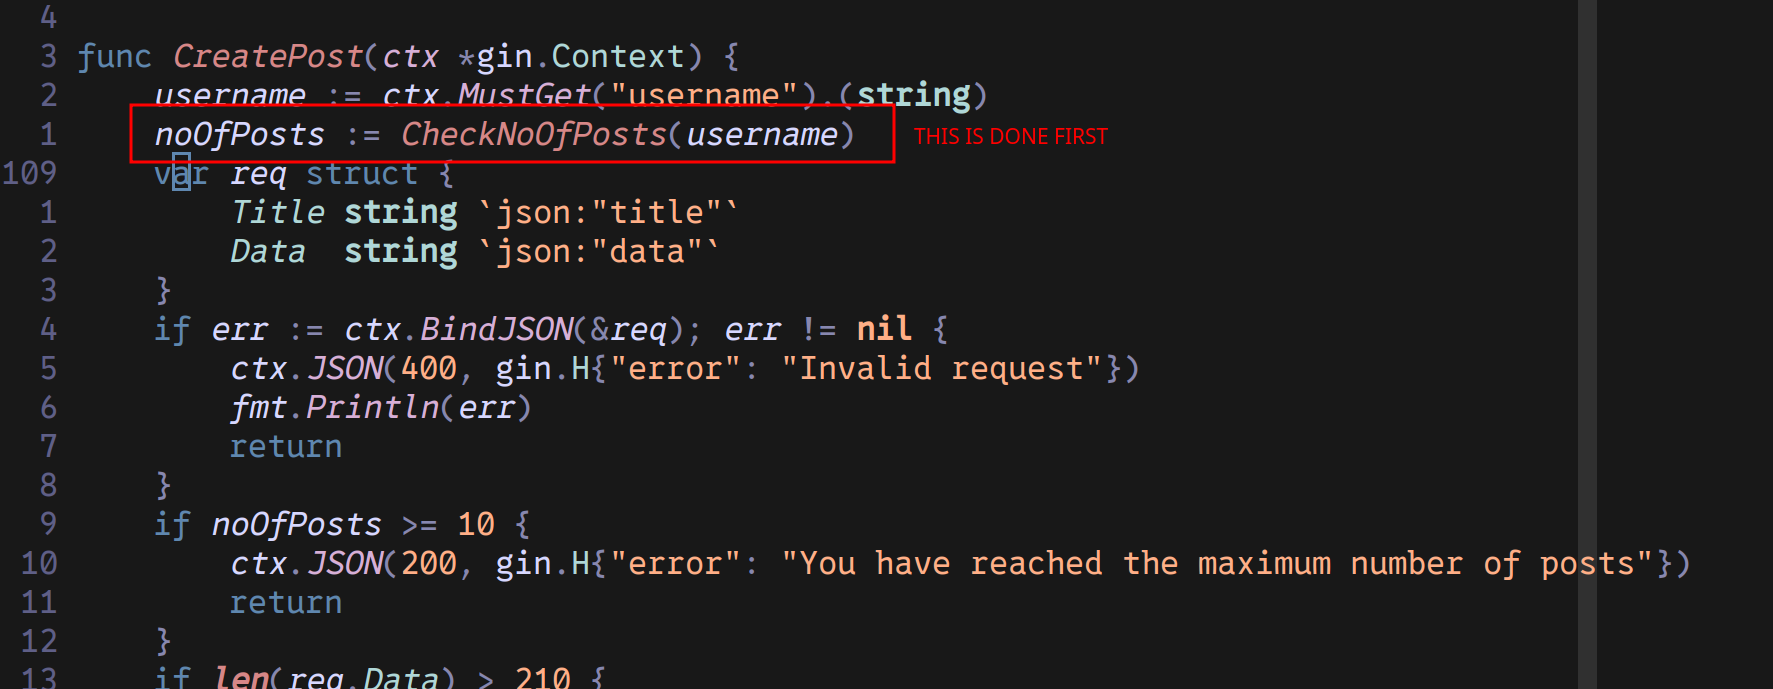 4
3 func CreatePost(ctx *gin.Context) {
2 username := ctx.MustGet("username").(string)
1 noOfPosts := CheckNoOfPosts(username) THIS IS DONE FIRST
109 var req struct {
1 Title string `json:"title"`
2 Data string `json:"data"`
3 }
4 if err := ctx.BindJSON(&req); err != nil {
5 ctx.JSON(400, gin.H{"error": "Invalid request"})
6 fmt.Println(err)
7 return
8 }
9 if noOfPosts >= 10 {
10 ctx.JSON(200, gin.H{"error": "You have reached the maximum number of posts"})
11 return
12 }
13 if len(req.Data) > 210 {